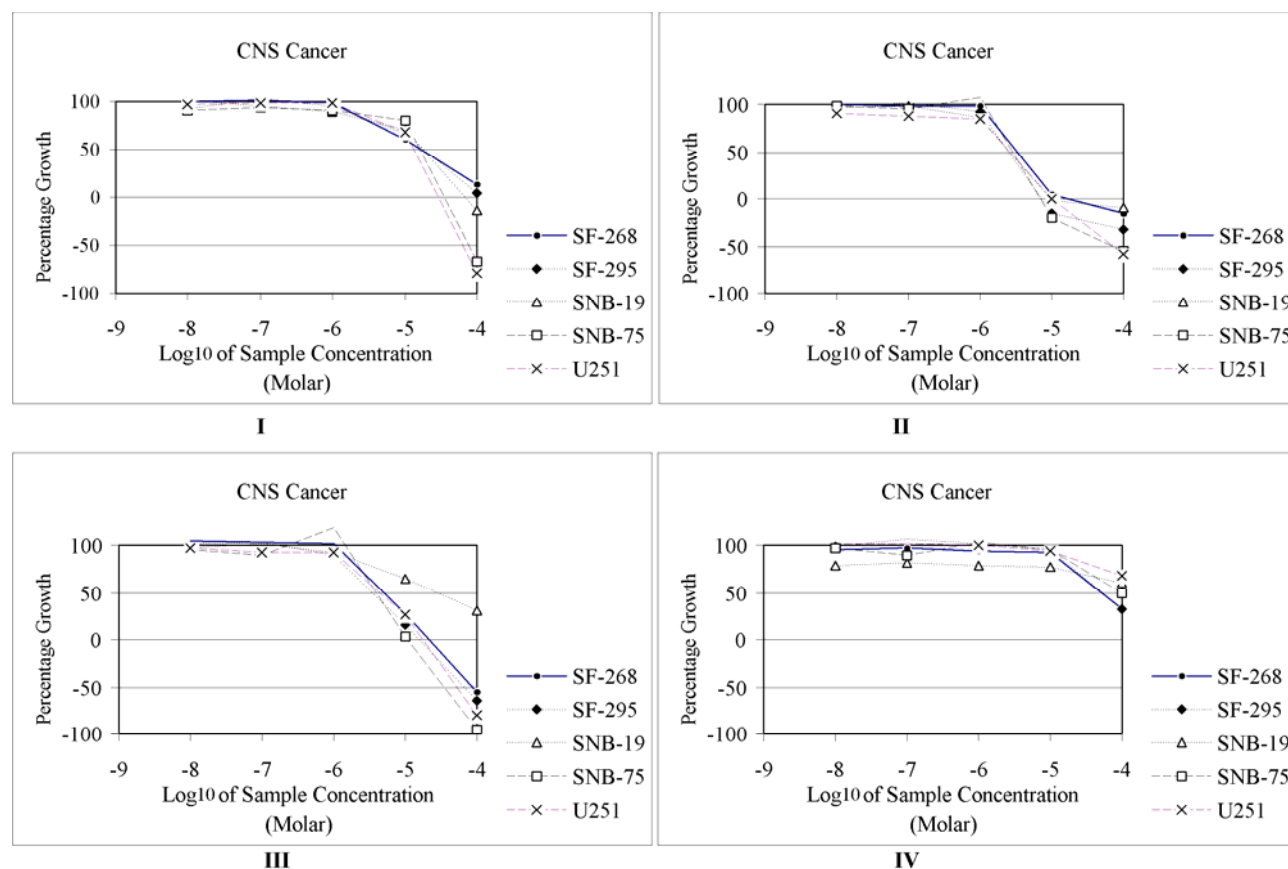 CNS Cancer
Percentage Growth
100
50
0
-50
-100
-9 -8 -7 -6 -5 -4
Log10 of Sample Concentration
(Molar)
SF-268
SF-295
SNB-19
SNB-75
U251
I
CNS Cancer
Percentage Growth
100
50
0
-50
-100
-9 -8 -7 -6 -5 -4
Log10 of Sample Concentration
(Molar)
SF-268
SF-295
SNB-19
SNB-75
U251
II
CNS Cancer
Percentage Growth
100
50
0
-50
-100
-9 -8 -7 -6 -5 -4
Log10 of Sample Concentration
(Molar)
SF-268
SF-295
SNB-19
SNB-75
U251
III
CNS Cancer
Percentage Growth
100
50
0
-50
-100
-9 -8 -7 -6 -5 -4
Log10 of Sample Concentration
(Molar)
SF-268
SF-295
SNB-19
SNB-75
U251
IV